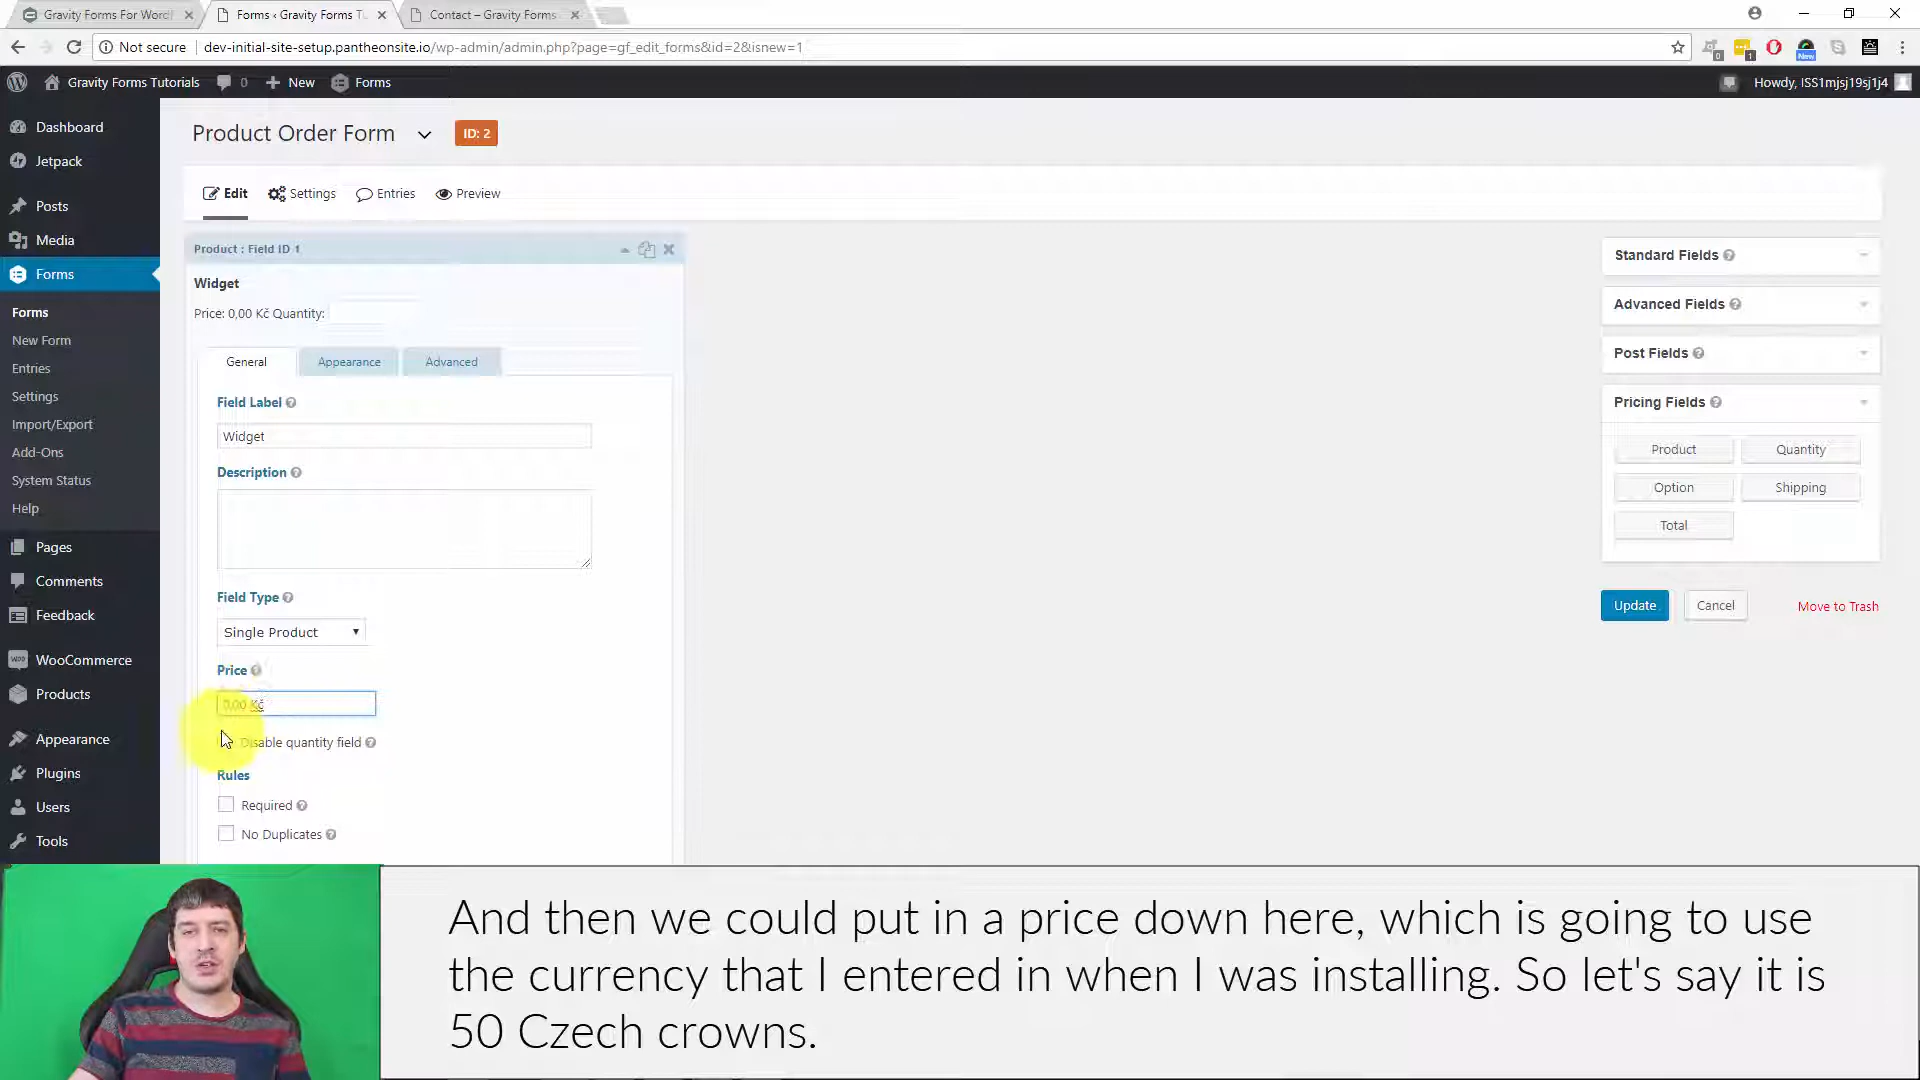 Gravity Forms For Word
Forms ‹ Gravity Forms Tu
Contact – Gravity Forms
Not secure
dev-initial-site-setup.pantheonsite.io/wp-admin/admin.php?page=gf_edit_forms&id=2&isnew=1
0
1
New
Gravity Forms Tutorials
0
New
Forms
Howdy, ISS1mjsj19sj1j4
Dashboard
Jetpack
Posts
Media
Forms
Forms
New Form
Entries
Settings
Import/Export
Add-Ons
System Status
Help
Pages
Comments
Feedback
WooCommerce
Products
Appearance
Plugins
Users
Tools
Product Order Form
ID: 2
Edit
Settings
Entries
Preview
Product : Field ID 1
Widget
Price: 0,00 Kč Quantity:
General
Appearance
Advanced
Field Label
Widget
Description
Field Type
Single Product
Price
0,00 Kč
Disable quantity field
Rules
Required
No Duplicates
Standard Fields
Advanced Fields
Post Fields
Pricing Fields
Product
Quantity
Option
Shipping
Total
Update
Cancel
Move to Trash
And then we could put in a price down here, which is going to use
the currency that I entered in when I was installing. So let's say it is
50 Czech crowns.